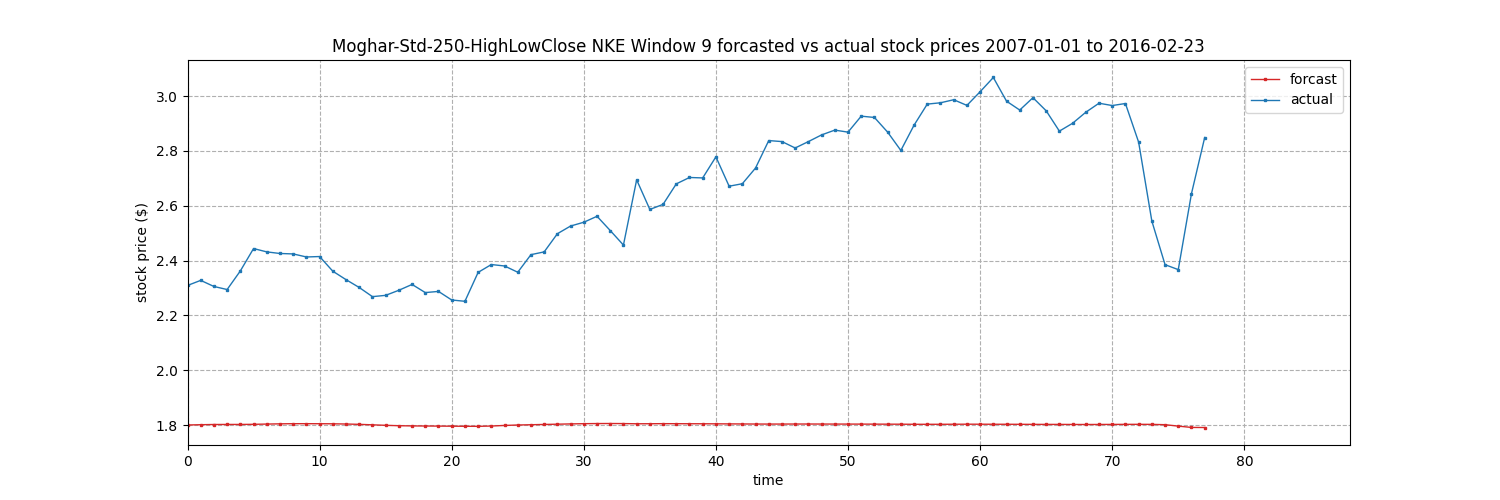 Moghar-Std-250-HighLowClose NKE Window 9 forcasted vs actual stock prices 2007-01-01 to 2016-02-23
forcast
actual
stock price ($)
3.0
2.8
2.6
2.4
2.2
2.0
1.8
0 10 20 30 40 50 60 70 80
time